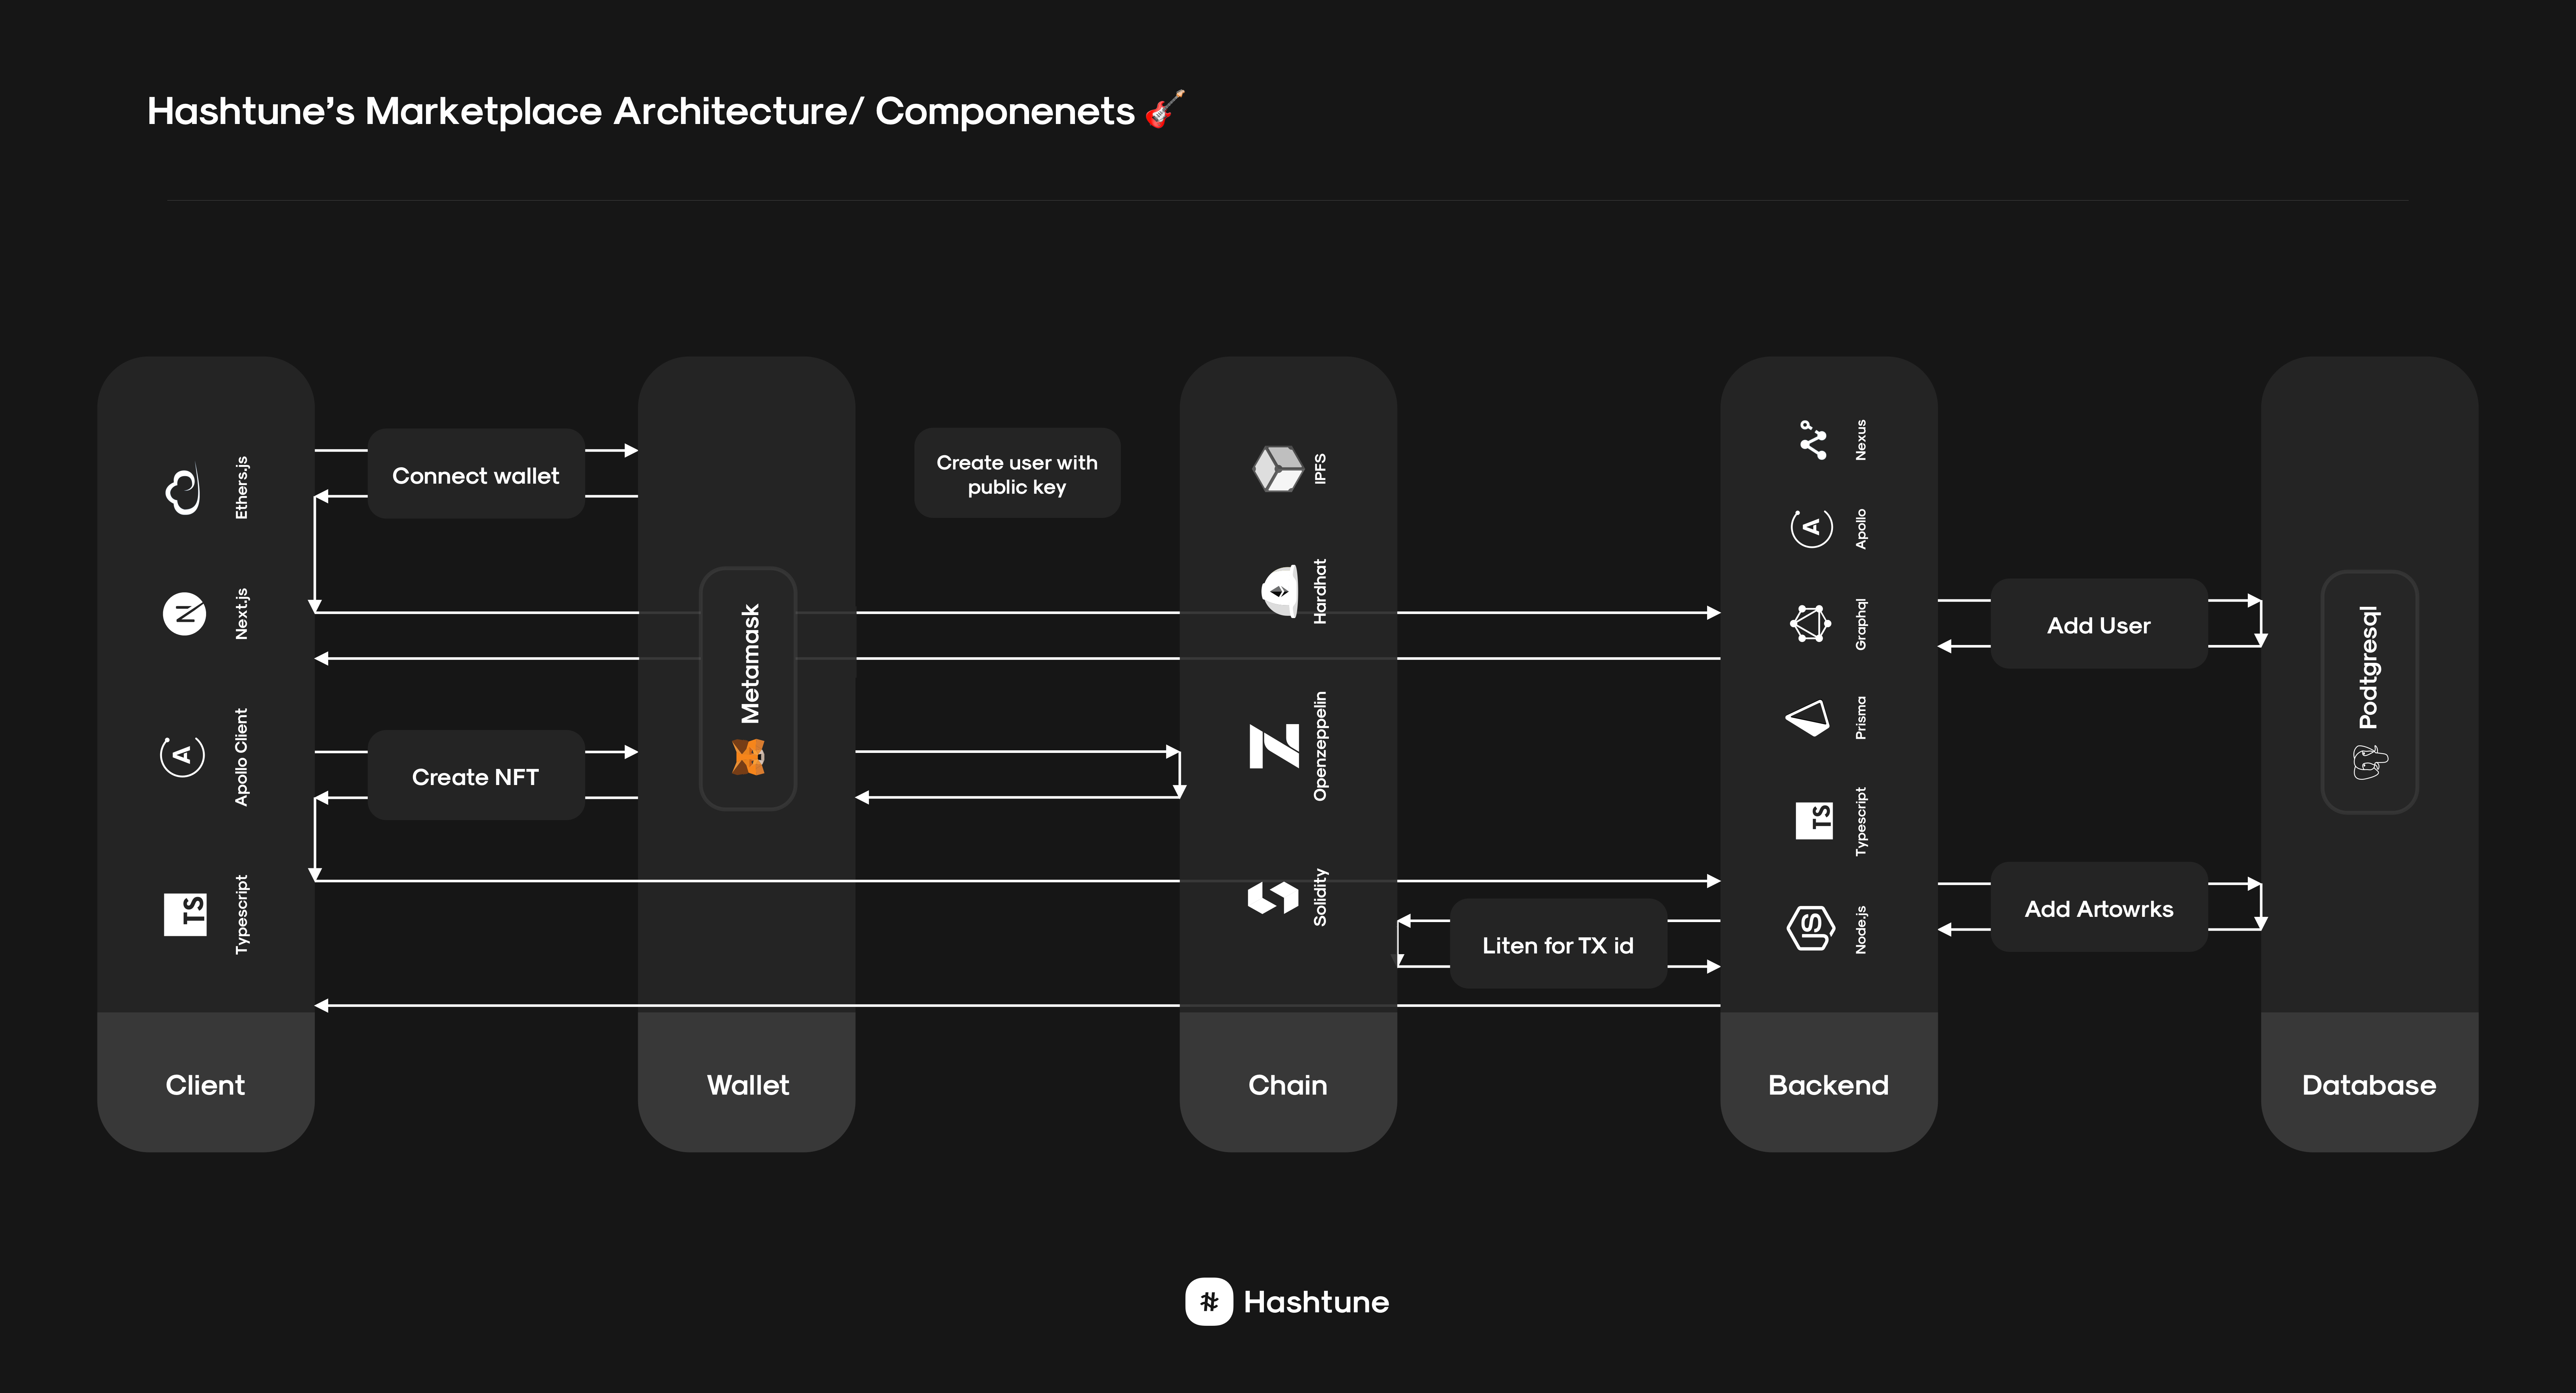 Hashtune’s Marketplace Architecture/ Componenets
Ethers.js
Next.js
Apollo Client
TS
Typescript
Client
Connect wallet
Create NFT
Metamask
Wallet
Create user with
public key
IPFS
Hardhat
Openzeppelin
Solidity
Chain
Liten for TX id
Nexus
Apollo
Graphql
Prisma
TS
Typescript
Node.js
Backend
Add User
Add Artowrks
Podtgresql
Database
Hashtune